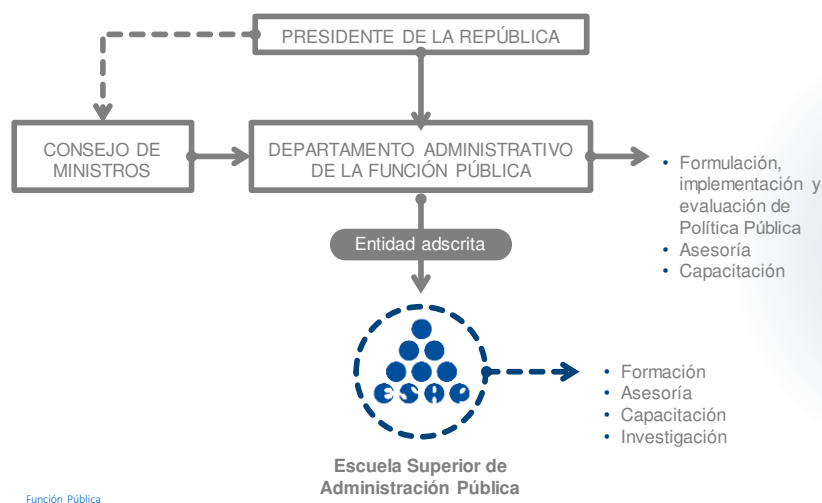 PRESIDENTE DE LA REPÚBLICA
CONSEJO DE
MINISTROS
DEPARTAMENTO ADMINISTRATIVO
DE LA FUNCIÓN PÚBLICA
• Formulación,
implementación y
evaluación de
Política Pública
• Asesoría
• Capacitación
Entidad adscrita
• Formación
• Asesoría
• Capacitación
• Investigación
Escuela Superior de
Administración Pública
Función Pública